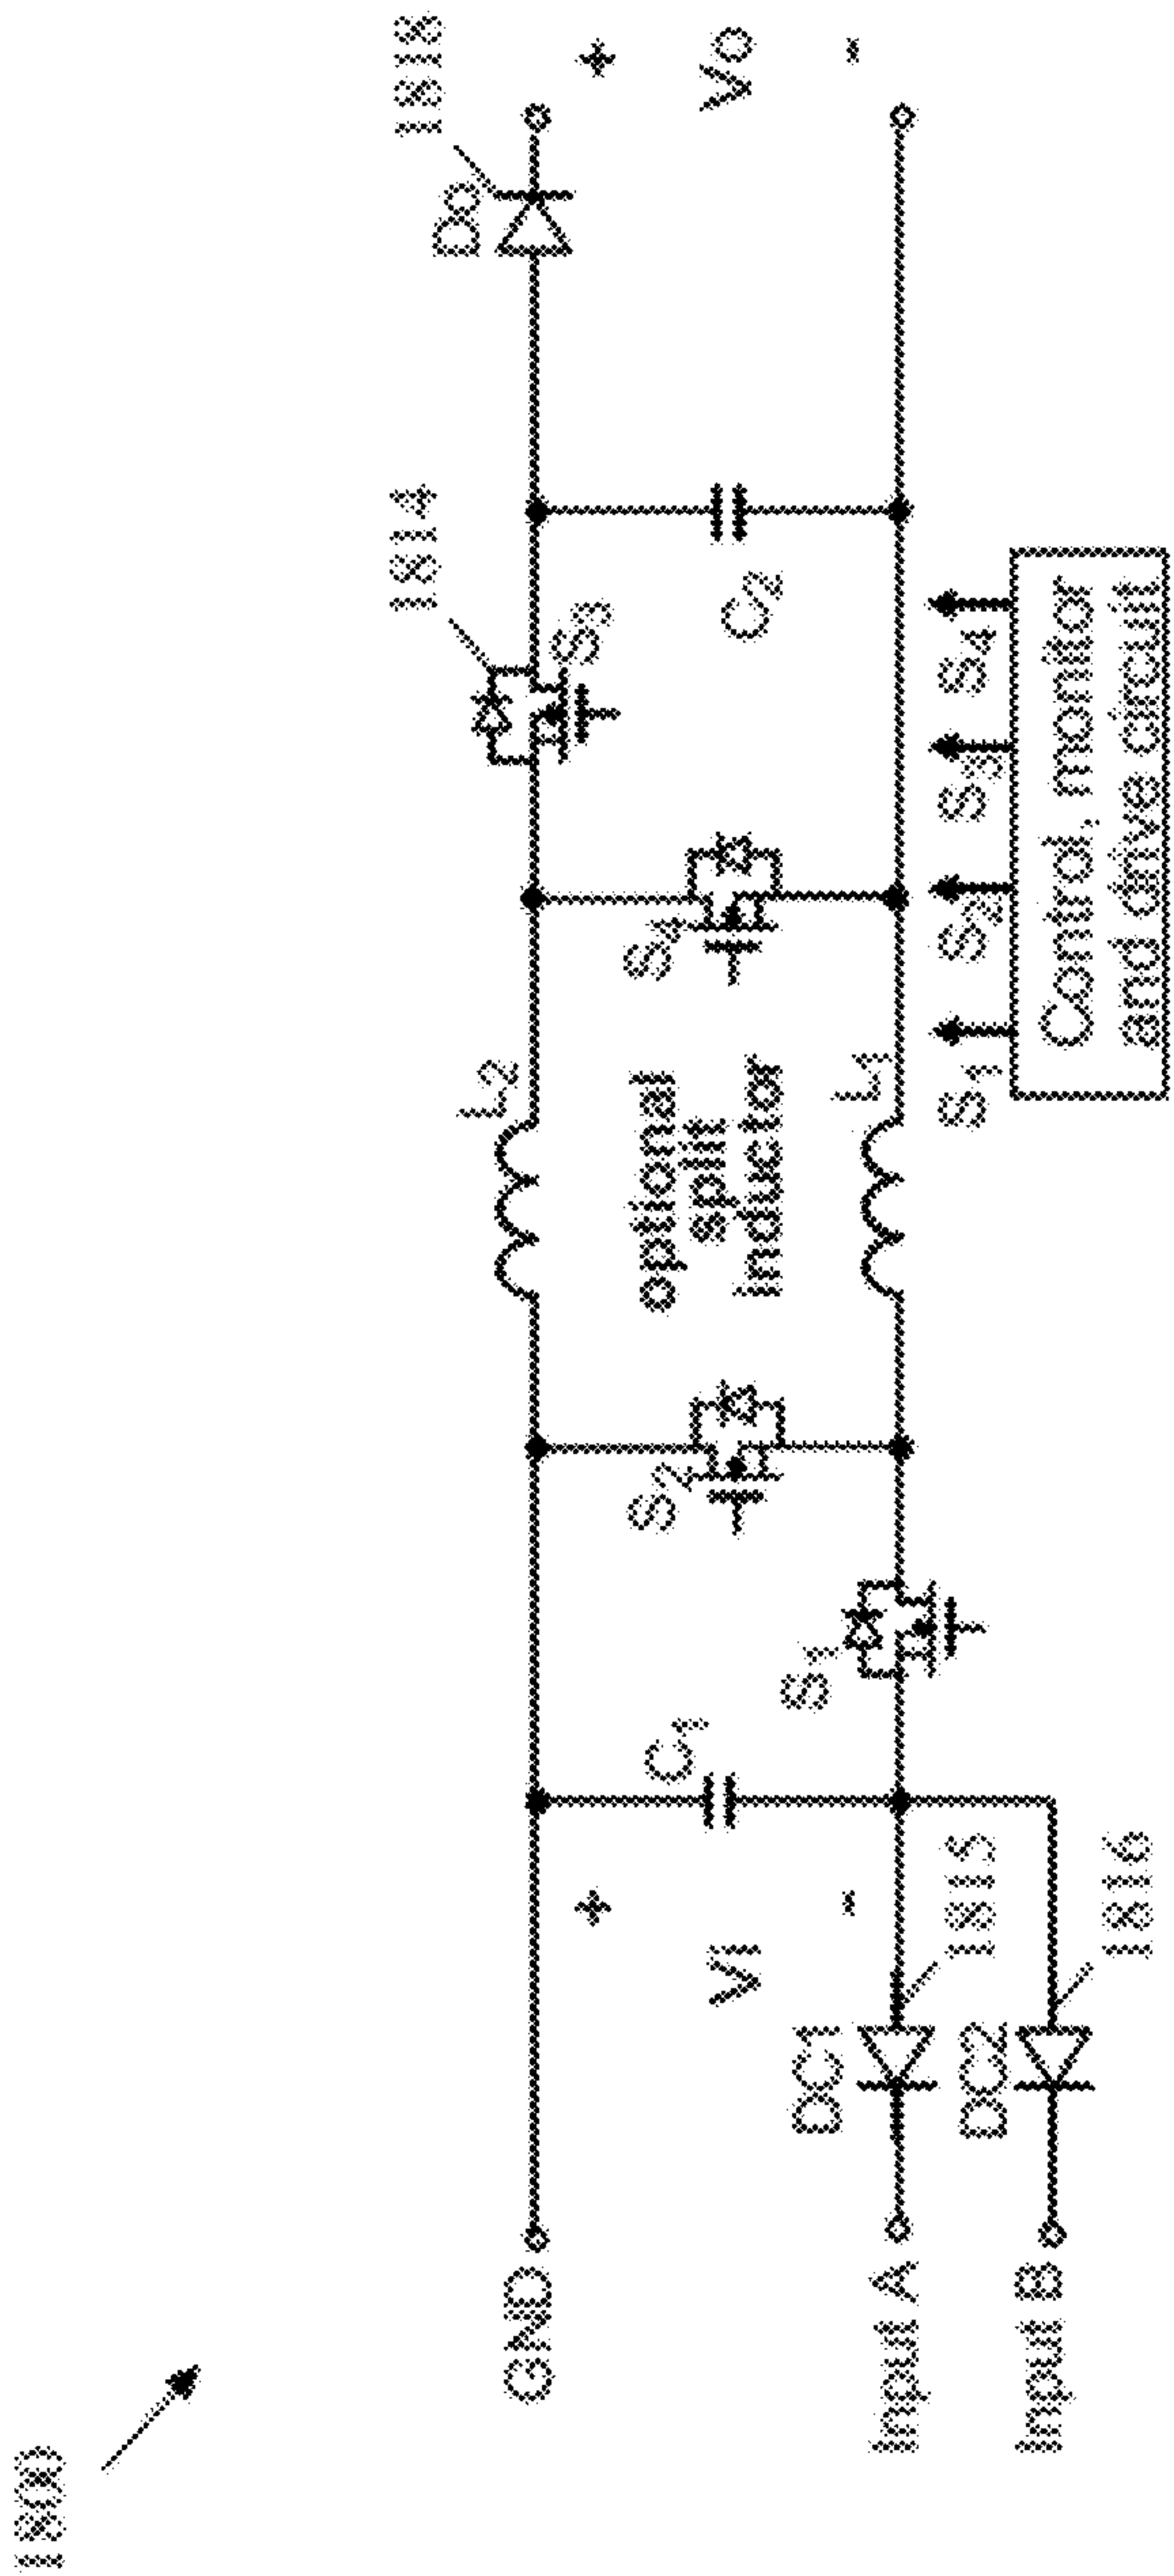 1800
GND
Input A
Input B
DC1
1815
DC2
1816
+
Vi
-
C1
S1
S2
L2
optional
split
inductor
L1
S4
1814
S3
C2
Do
1818
+
Vo
-
S1
S2
S3
S4
Control, monitor
and drive circuit